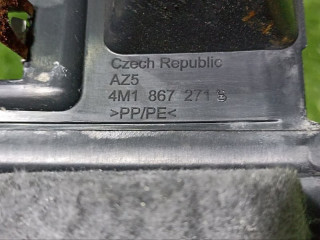 Czech Republic
AZ5
4M1 867 271
>PP/PE<